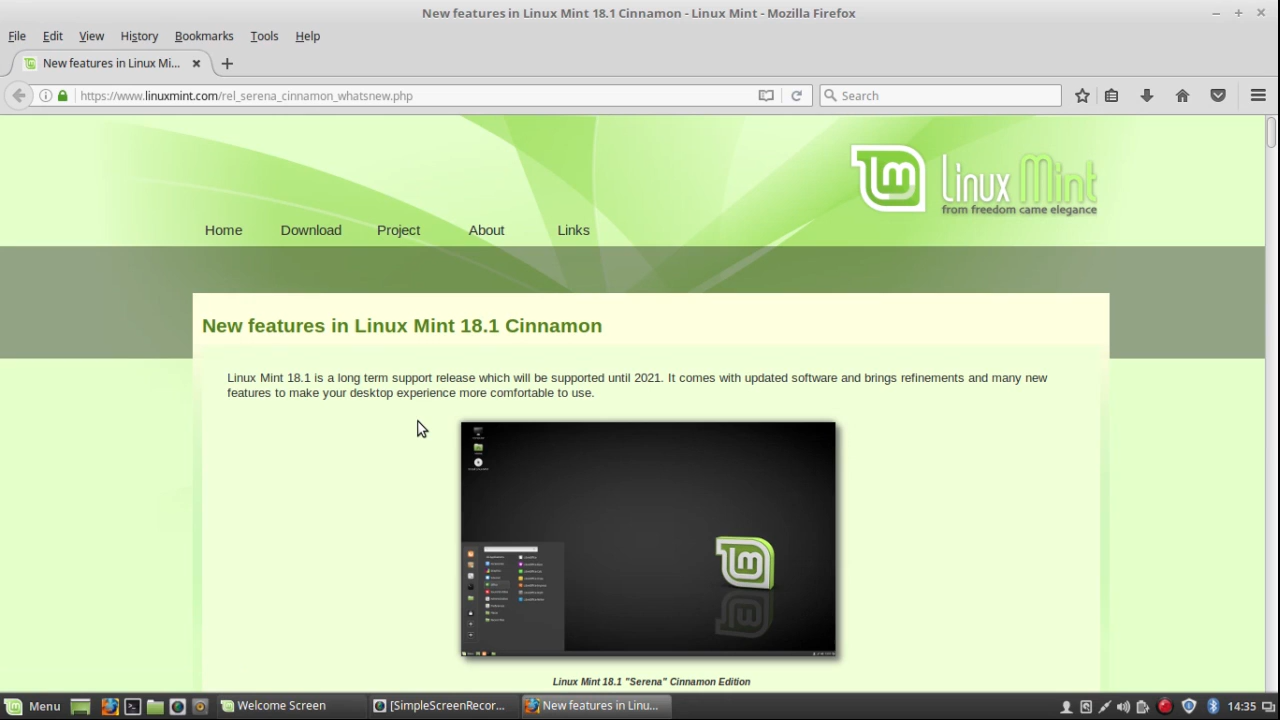 New features in Linux Mint 18.1 Cinnamon - Linux Mint - Mozilla Firefox
File Edit View History Bookmarks Tools Help
New features in Linux Mi...
https://www.linuxmint.com/rel_serena_cinnamon_whatsnew.php
Search
Linux Mint
from freedom came elegance
Home Download Project About Links
New features in Linux Mint 18.1 Cinnamon
Linux Mint 18.1 is a long term support release which will be supported until 2021. It comes with updated software and brings refinements and many new
features to make your desktop experience more comfortable to use.
Linux Mint 18.1 "Serena" Cinnamon Edition
Menu Welcome Screen [SimpleScreenRecor... New features in Linu... 14:35